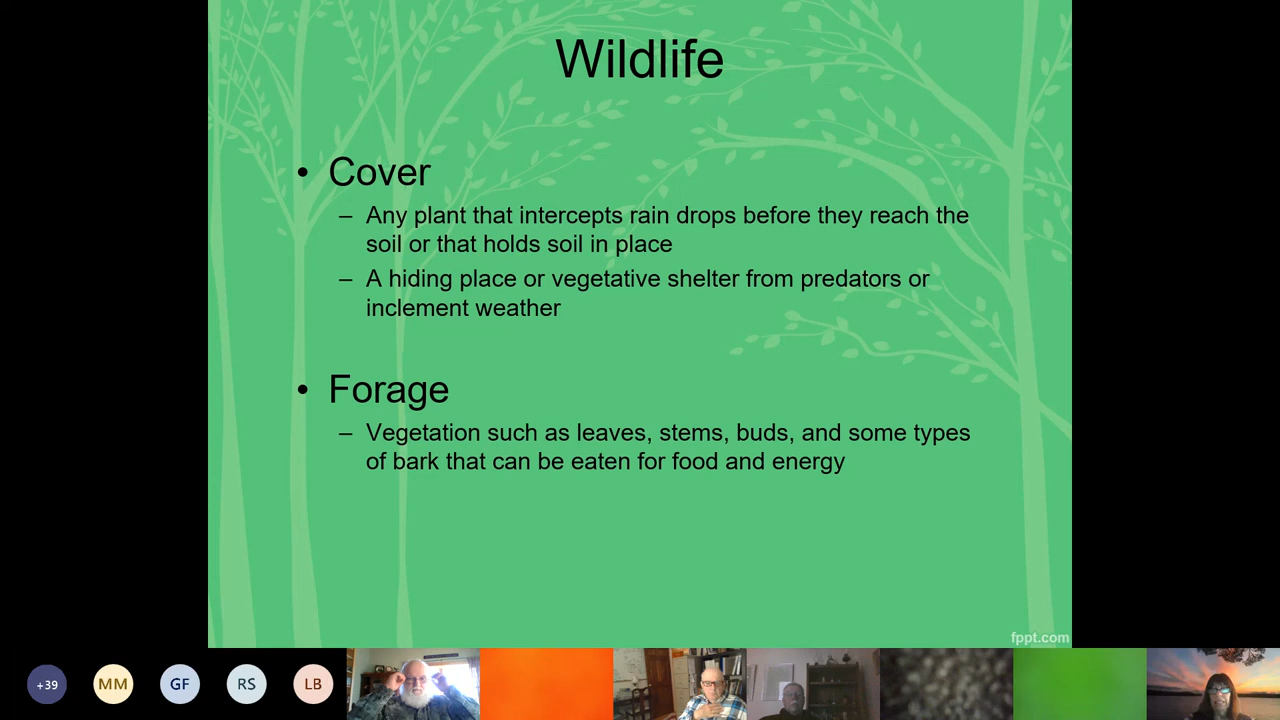 Wildlife
• Cover
– Any plant that intercepts rain drops before they reach the
soil or that holds soil in place
– A hiding place or vegetative shelter from predators or
inclement weather
• Forage
– Vegetation such as leaves, stems, buds, and some types
of bark that can be eaten for food and energy
fppt.com
+39 MM GF RS LB